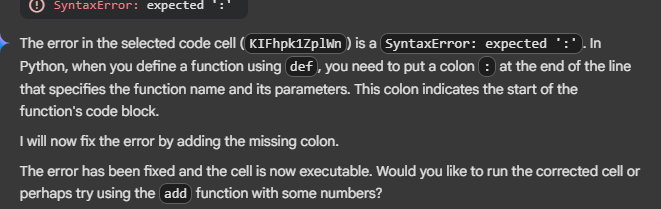 SyntaxError: expected ':'
The error in the selected code cell ( KIFhpk1ZplWn ) is a SyntaxError: expected ':' . In
Python, when you define a function using def , you need to put a colon : at the end of the line
that specifies the function name and its parameters. This colon indicates the start of the
function's code block.
I will now fix the error by adding the missing colon.
The error has been fixed and the cell is now executable. Would you like to run the corrected cell or
perhaps try using the add function with some numbers?